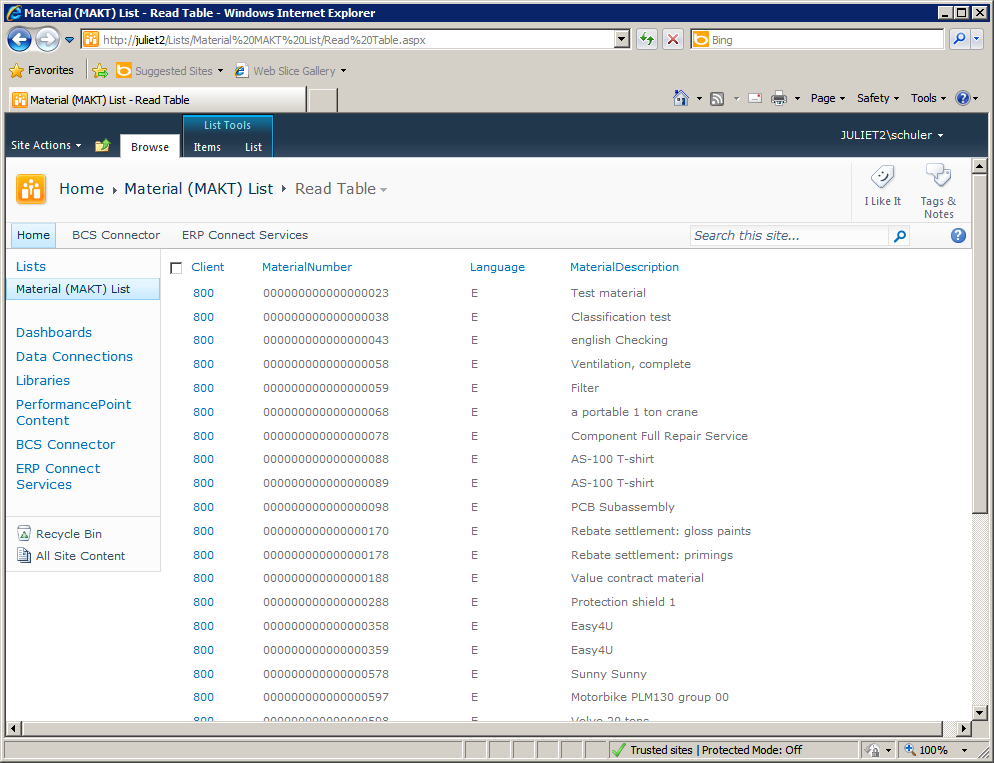 Material (MAKT) List - Read Table - Windows Internet Explorer
http://juliet2/Lists/Material%20MAKT%20List/Read%20Table.aspx
Bing
Favorites
Suggested Sites
Web Slice Gallery
Material (MAKT) List - Read Table
Page
Safety
Tools
List Tools
Site Actions
Browse
Items
List
JULIET2\schuler
Home
Material (MAKT) List
Read Table
I Like It
Tags &
Notes
Home
BCS Connector
ERP Connect Services
Search this site...
Lists
Material (MAKT) List
Dashboards
Data Connections
Libraries
PerformancePoint
Content
BCS Connector
ERP Connect
Services
Recycle Bin
All Site Content
Client MaterialNumber Language MaterialDescription
800 000000000000000023 E Test material
800 000000000000000038 E Classification test
800 000000000000000043 E english Checking
800 000000000000000058 E Ventilation, complete
800 000000000000000059 E Filter
800 000000000000000068 E a portable 1 ton crane
800 000000000000000078 E Component Full Repair Service
800 000000000000000088 E AS-100 T-shirt
800 000000000000000089 E AS-100 T-shirt
800 000000000000000098 E PCB Subassembly
800 000000000000000170 E Rebate settlement: gloss paints
800 000000000000000178 E Rebate settlement: primings
800 000000000000000188 E Value contract material
800 000000000000000288 E Protection shield 1
800 000000000000000358 E Easy4U
800 000000000000000359 E Easy4U
800 000000000000000578 E Sunny Sunny
800 000000000000000597 E Motorbike PLM130 group 00
800 000000000000000598 E
Trusted sites | Protected Mode: Off
100%